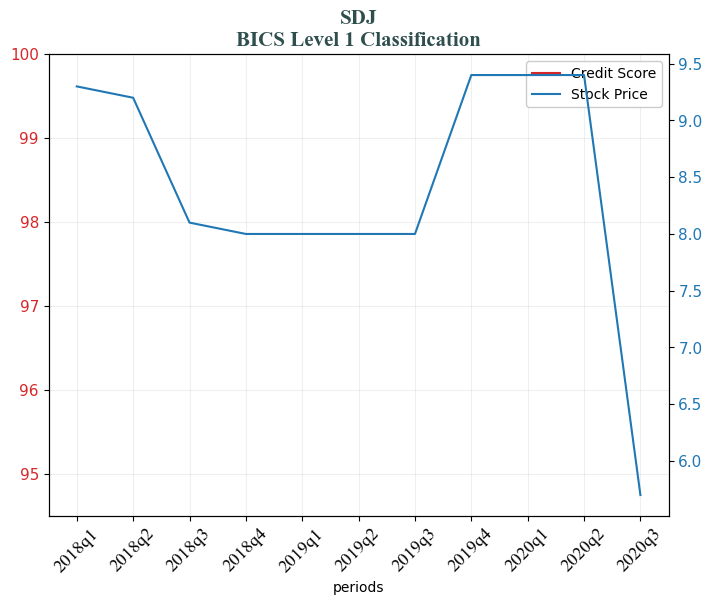 SDJ
BICS Level 1 Classification
Credit Score
Stock Price
100
99
98
97
96
95
9.5
9.0
8.5
8.0
7.5
7.0
6.5
6.0
2018q1
2018q2
2018q3
2018q4
2019q1
2019q2
2019q3
2019q4
2020q1
2020q2
2020q3
periods